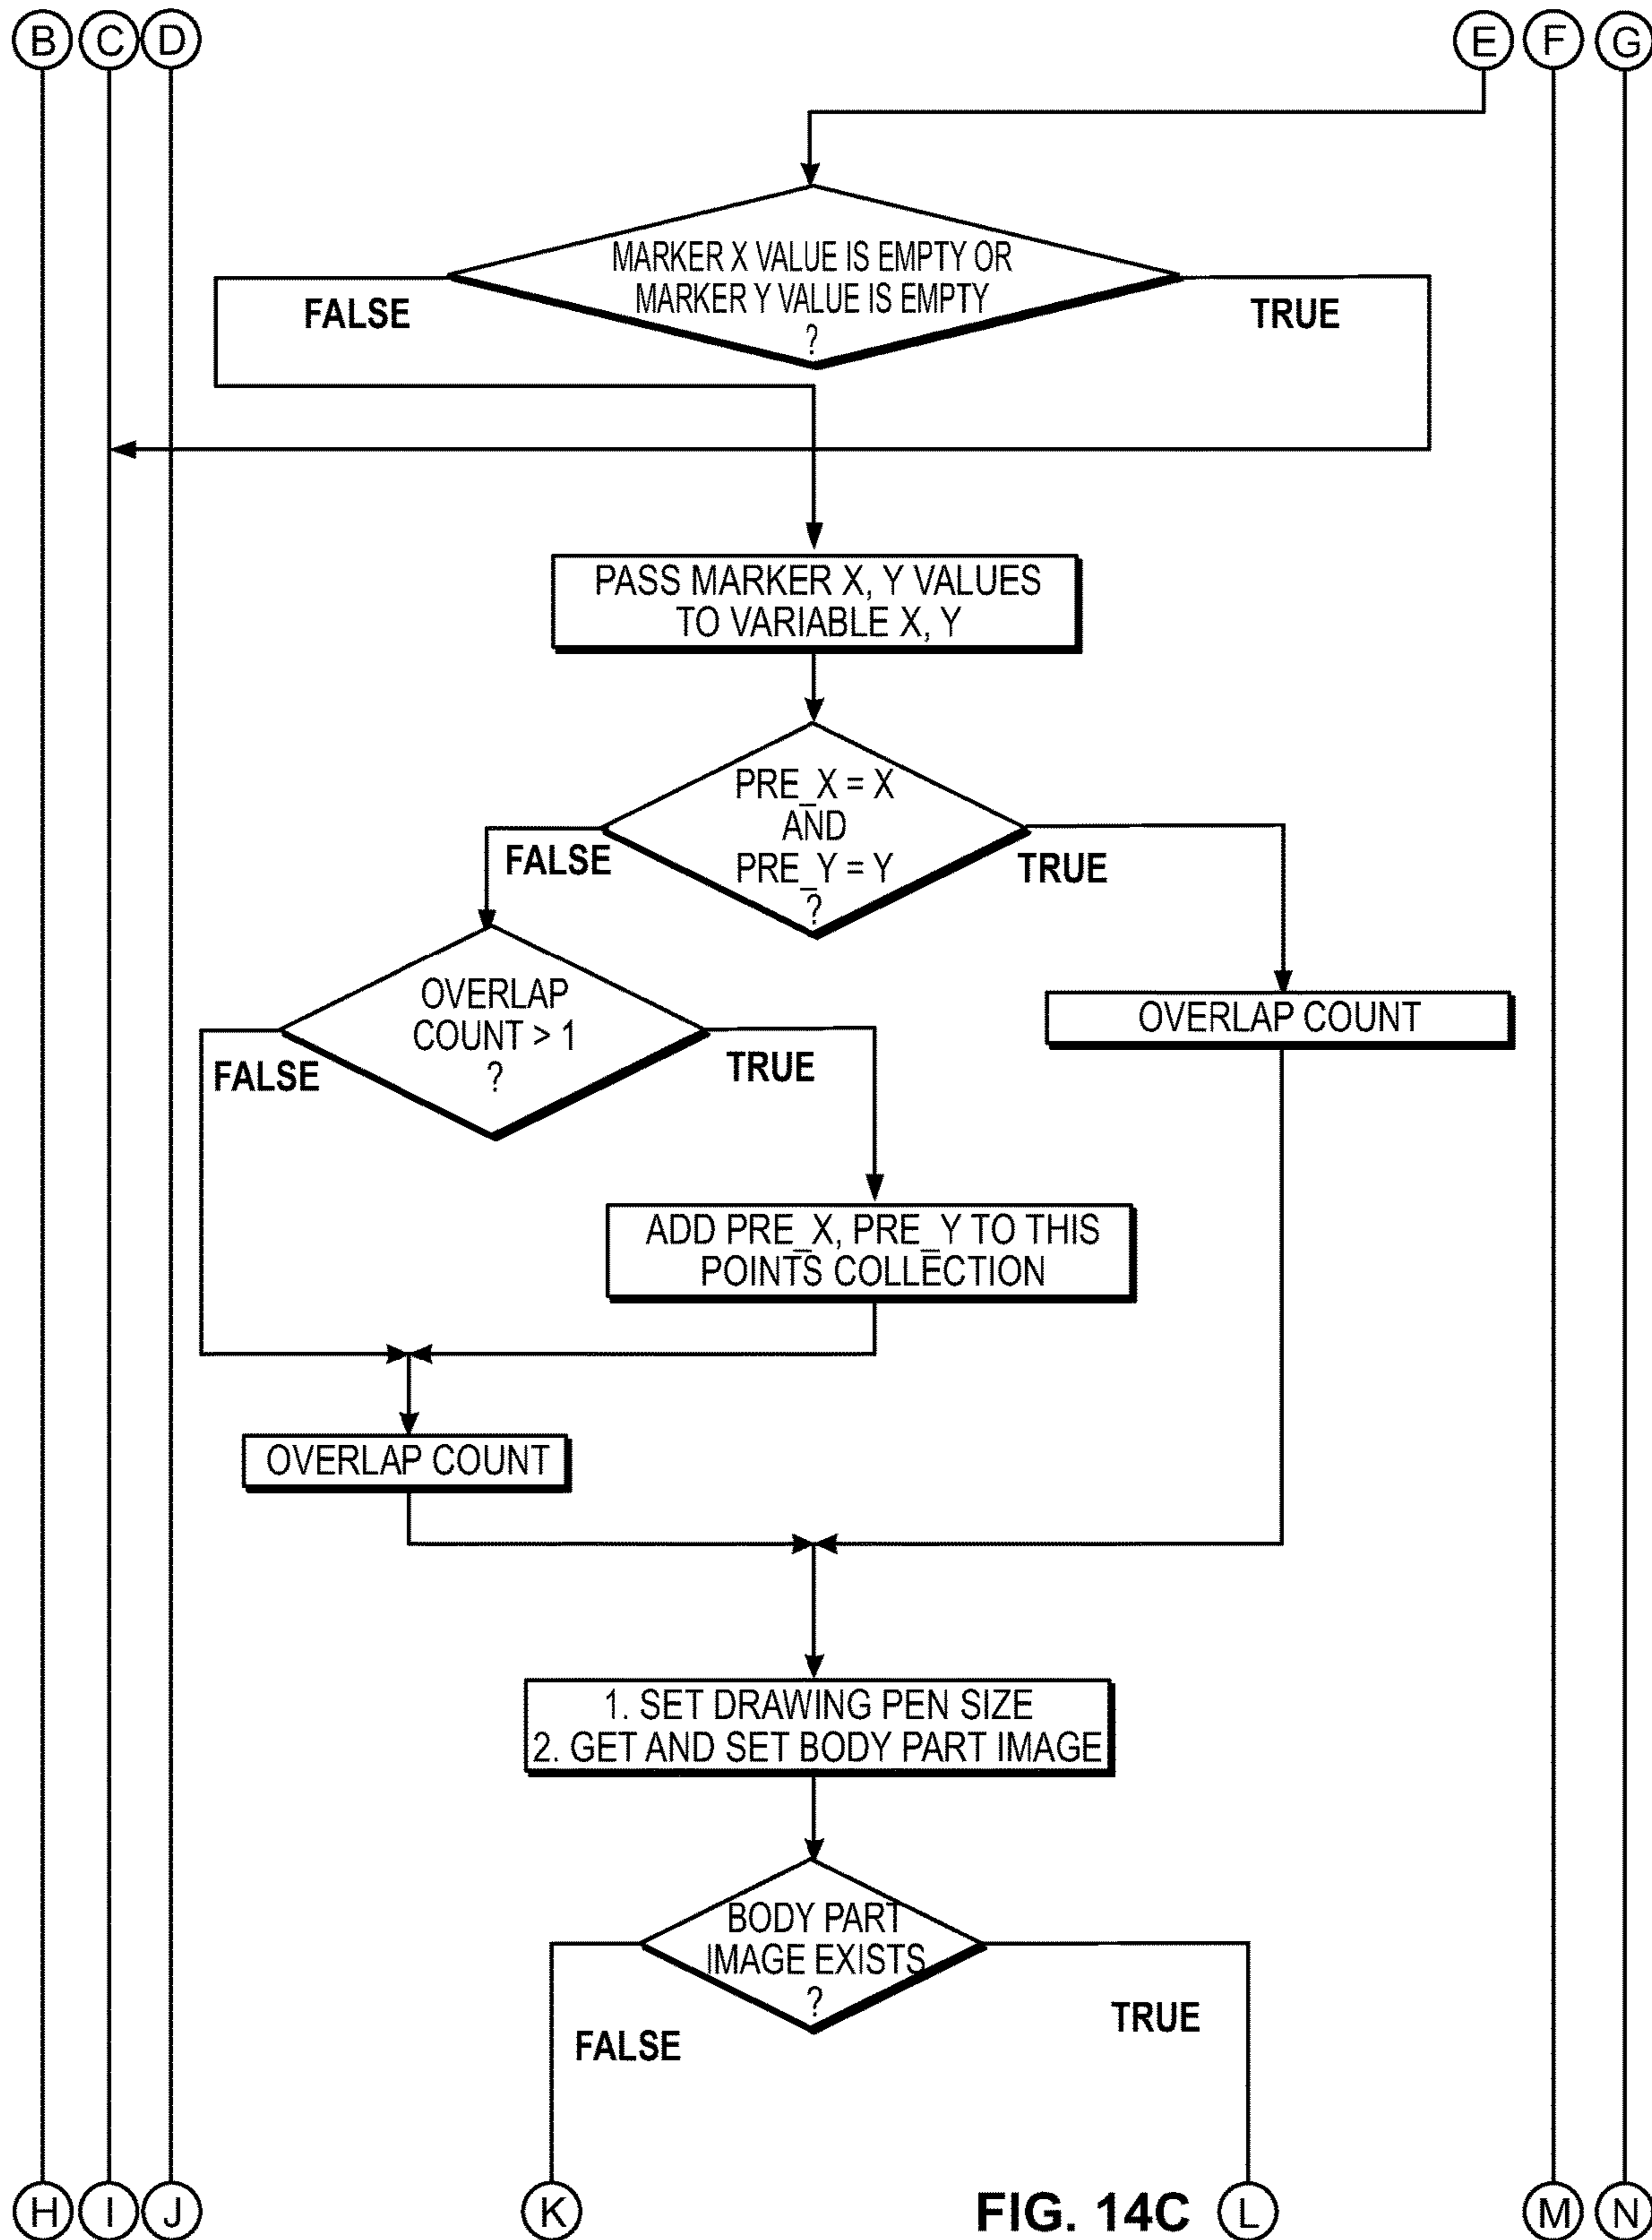 B C D E F G
MARKER X VALUE IS EMPTY OR
MARKER Y VALUE IS EMPTY
?
FALSE
TRUE
PASS MARKER X, Y VALUES
TO VARIABLE X, Y
PRE_X = X
AND
PRE_Y = Y
?
FALSE
TRUE
OVERLAP
COUNT > 1
?
FALSE
TRUE
OVERLAP COUNT
ADD PRE_X, PRE_Y TO THIS
POINTS COLLECTION
OVERLAP COUNT
1. SET DRAWING PEN SIZE
2. GET AND SET BODY PART IMAGE
BODY PART
IMAGE EXISTS
?
FALSE
TRUE
H I J K FIG. 14C L M N